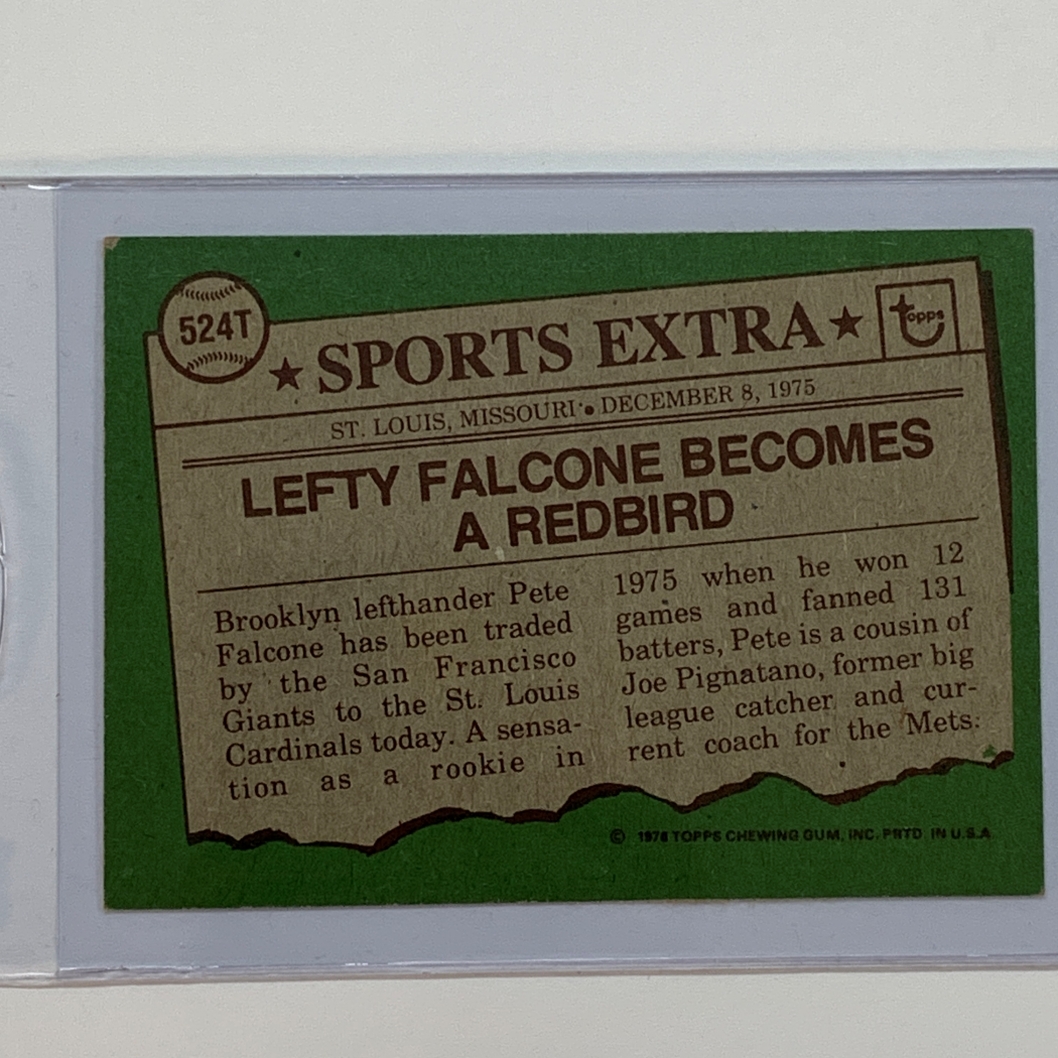 524T
★ SPORTS EXTRA ★
topps
ST. LOUIS, MISSOURI • DECEMBER 8, 1975
LEFTY FALCONE BECOMES
A REDBIRD
Brooklyn lefthander Pete
Falcone has been traded
by the San Francisco
Giants to the St. Louis
Cardinals today. A sensa-
tion as a rookie in
1975 when he won 12
games and fanned 131
batters, Pete is a cousin of
Joe Pignatano, former big
league catcher and cur-
rent coach for the Mets.
© 1976 TOPPS CHEWING GUM, INC. PRTD. IN U.S.A.